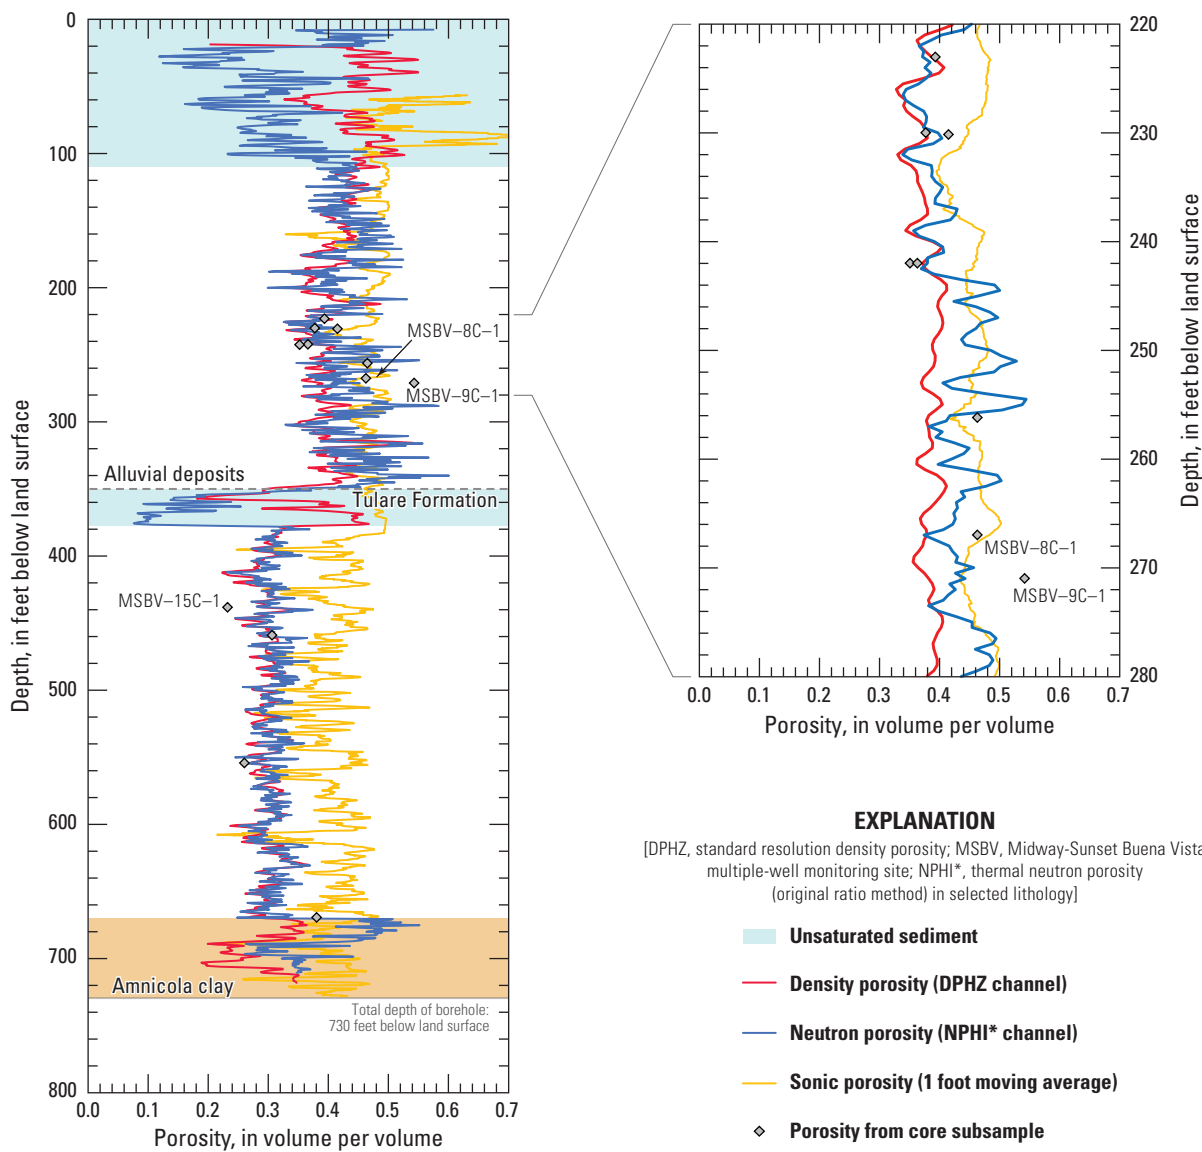 0
100
200
300
400
500
600
700
800
Depth, in feet below land surface
0.0 0.1 0.2 0.3 0.4 0.5 0.6 0.7
Porosity, in volume per volume
MSBV–8C–1
MSBV–9C–1
Alluvial deposits
Tulare Formation
MSBV–15C–1
Amnicola clay
Total depth of borehole:
730 feet below land surface
220
230
240
250
260
270
280
Depth, in feet below land surface
MSBV–8C–1
MSBV–9C–1
0.0 0.1 0.2 0.3 0.4 0.5 0.6 0.7
Porosity, in volume per volume
EXPLANATION
[DPHZ, standard resolution density porosity; MSBV, Midway-Sunset Buena Vista
multiple-well monitoring site; NPHI*, thermal neutron porosity
(original ratio method) in selected lithology]
Unsaturated sediment
Density porosity (DPHZ channel)
Neutron porosity (NPHI* channel)
Sonic porosity (1 foot moving average)
Porosity from core subsample